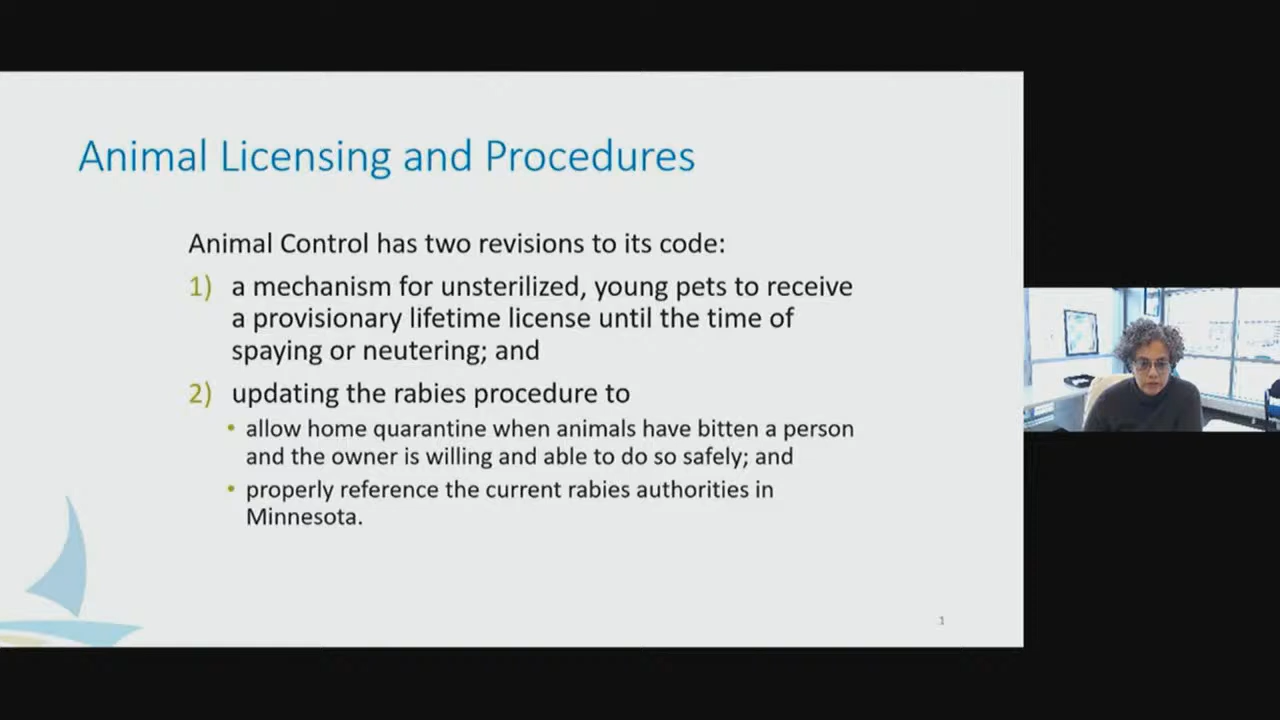 Animal Licensing and Procedures
Animal Control has two revisions to its code:
1) a mechanism for unsterilized, young pets to receive
a provisionary lifetime license until the time of
spaying or neutering; and
2) updating the rabies procedure to
• allow home quarantine when animals have bitten a person
and the owner is willing and able to do so safely; and
• properly reference the current rabies authorities in
Minnesota.
1